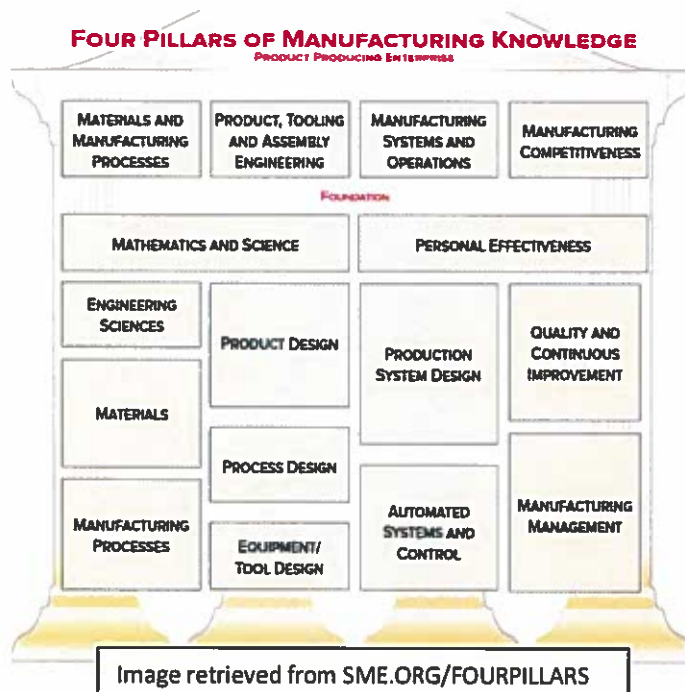 FOUR PILLARS OF MANUFACTURING KNOWLEDGE
PRODUCT PRODUCING ENTERPRISE
MATERIALS AND
MANUFACTURING
PROCESSES
PRODUCT, TOOLING
AND ASSEMBLY
ENGINEERING
MANUFACTURING
SYSTEMS AND
OPERATIONS
MANUFACTURING
COMPETITIVENESS
FOUNDATION
MATHEMATICS AND SCIENCE
PERSONAL EFFECTIVENESS
ENGINEERING
SCIENCES
MATERIALS
MANUFACTURING
PROCESSES
PRODUCT DESIGN
PROCESS DESIGN
EQUIPMENT/
TOOL DESIGN
PRODUCTION
SYSTEM DESIGN
AUTOMATED
SYSTEMS AND
CONTROL
QUALITY AND
CONTINUOUS
IMPROVEMENT
MANUFACTURING
MANAGEMENT
Image retrieved from SME.ORG/FOURPILLARS